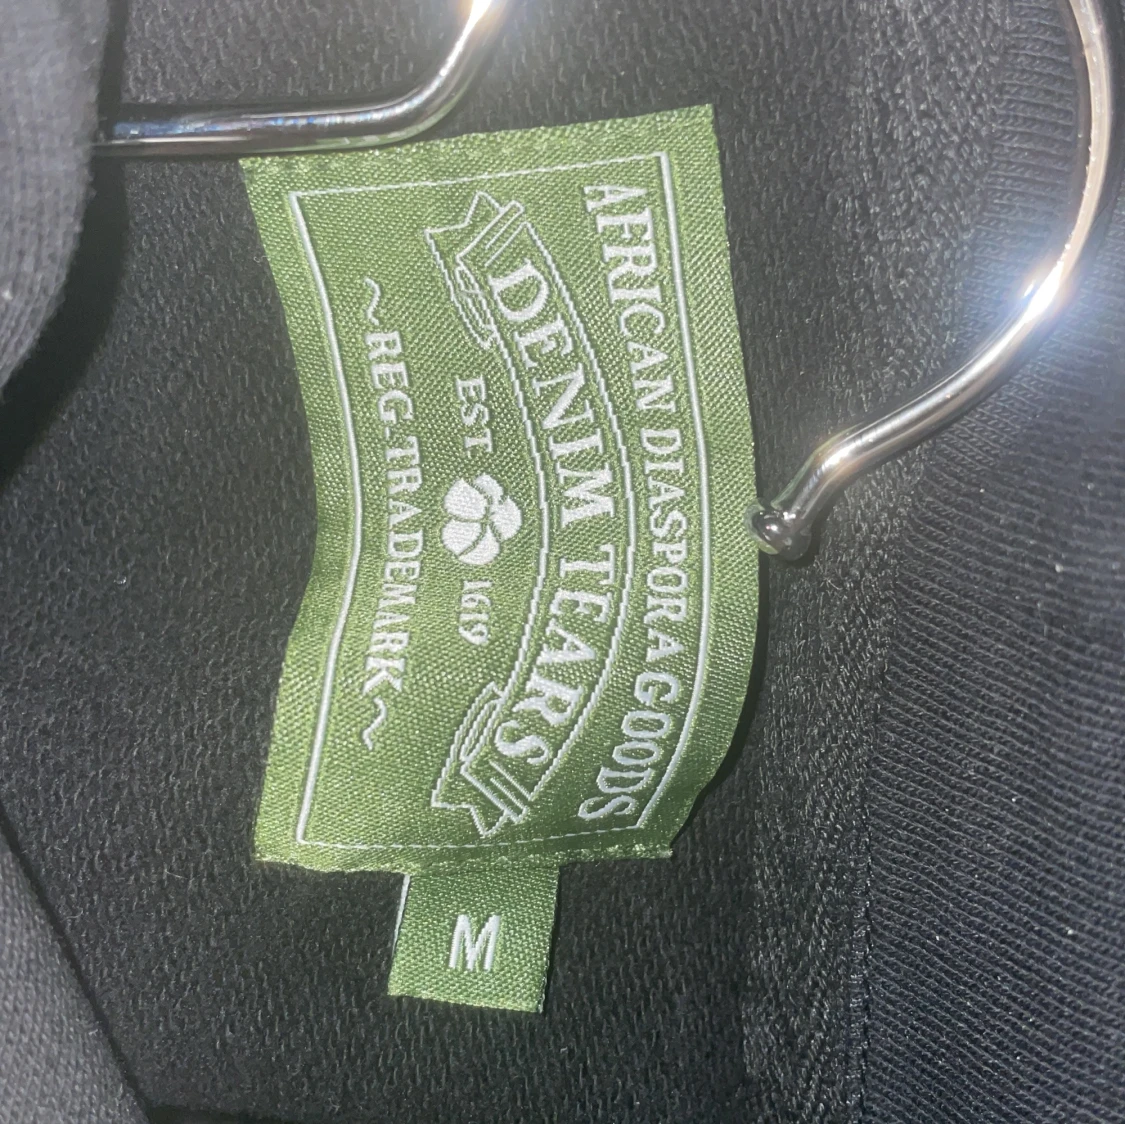 AFRICAN DIASPORA GOODS
DENIM TEARS
EST 1619
~REG.TRADEMARK~
M